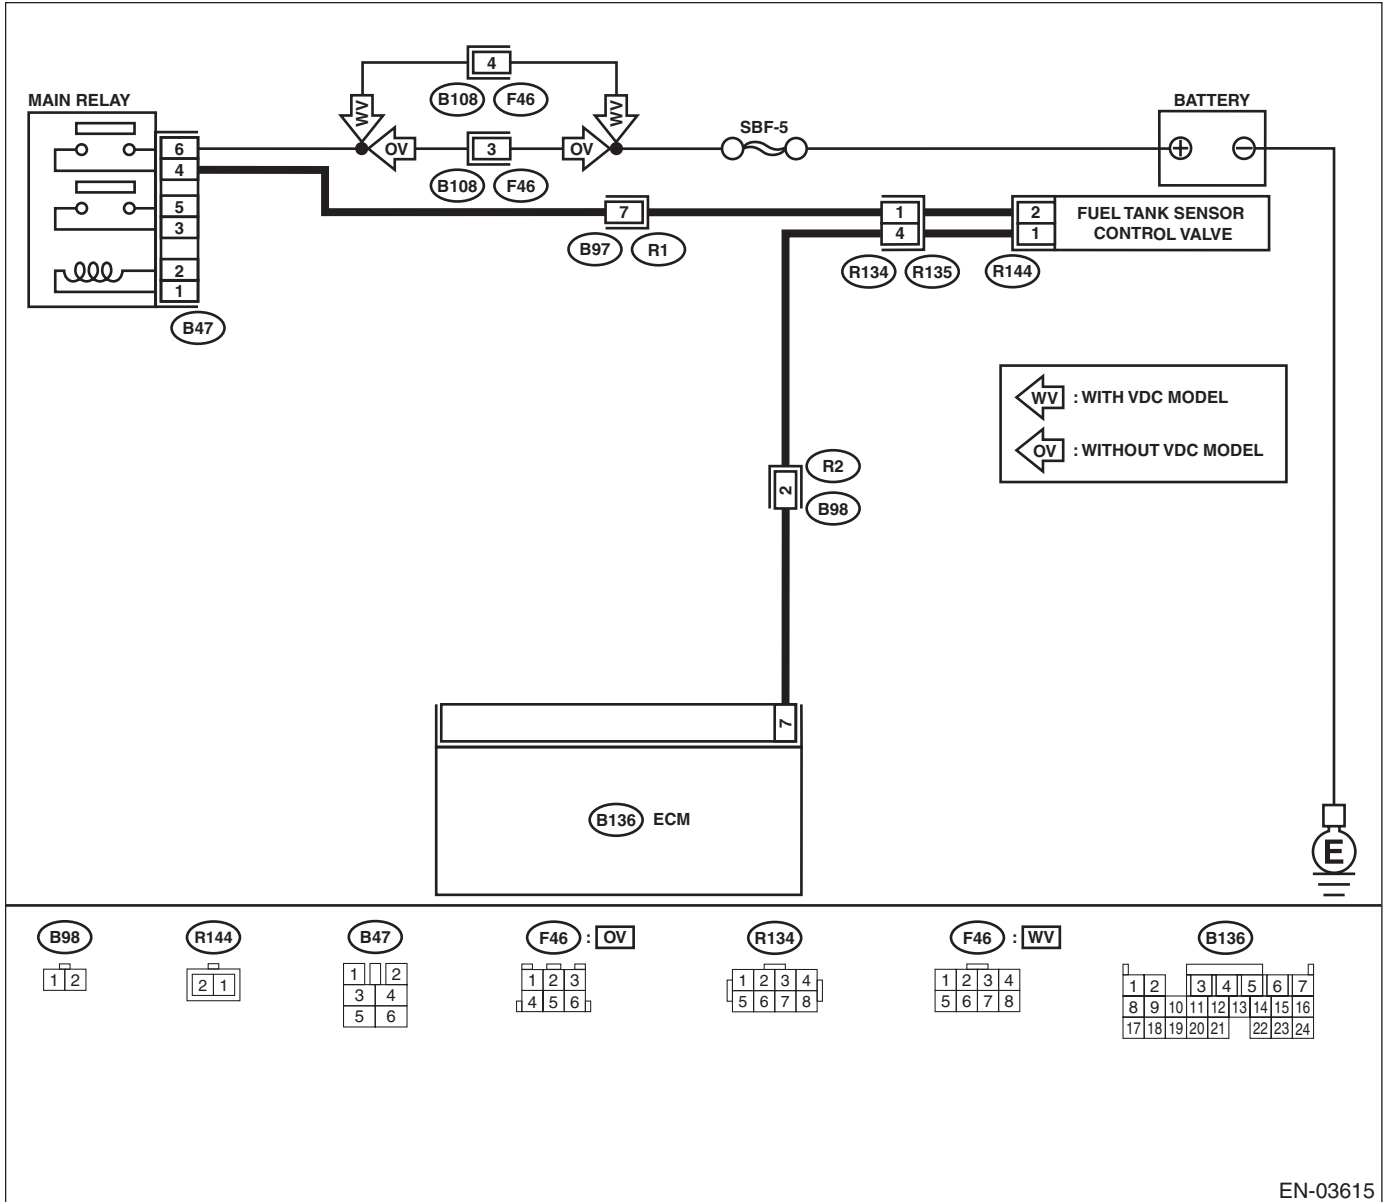 4
B108 F46
MAIN RELAY
WV
WV
BATTERY
SBF-5
6
OV
3
OV
4
B108 F46
5
7
1
2
FUEL TANK SENSOR
3
4
1
CONTROL VALVE
B97 R1
2
R134 R135 R144
1
B47
WV : WITH VDC MODEL
OV : WITHOUT VDC MODEL
R2
2
B98
7
B136 ECM
E
B98 R144 B47 F46 : OV R134 F46 : WV B136
1 2
2 1
1 2
3 4
5 6
1 2 3
4 5 6
1 2 3 4
5 6 7 8
1 2 3 4
5 6 7 8
1 2 3 4 5 6 7
8 9 10 11 12 13 14 15 16
17 18 19 20 21 22 23 24
EN-03615